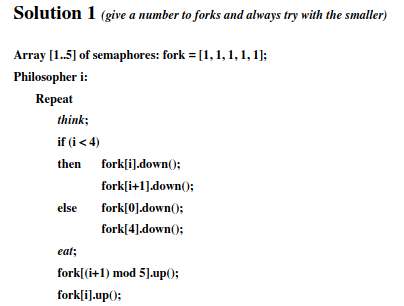 Solution 1 (give a number to forks and always try with the smaller)
Array [1..5] of semaphores: fork = [1, 1, 1, 1, 1];
Philosopher i:
Repeat
think;
if (i < 4)
then fork[i].down();
fork[i+1].down();
else fork[0].down();
fork[4].down();
eat;
fork[(i+1) mod 5].up();
fork[i].up();